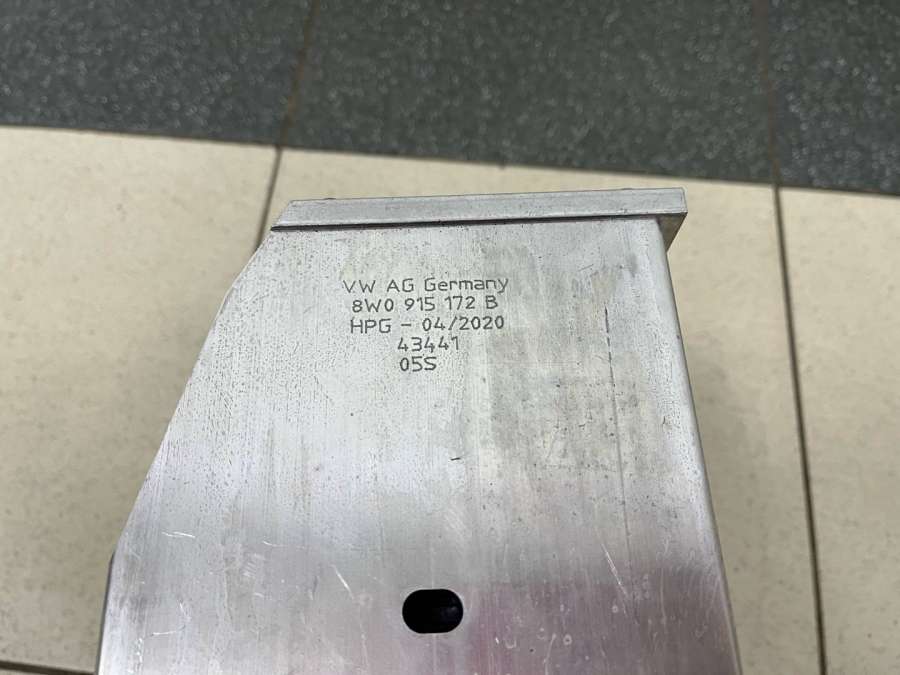 VW AG Germany
8W0 915 172 B
HPG - 04/2020
43441
05S